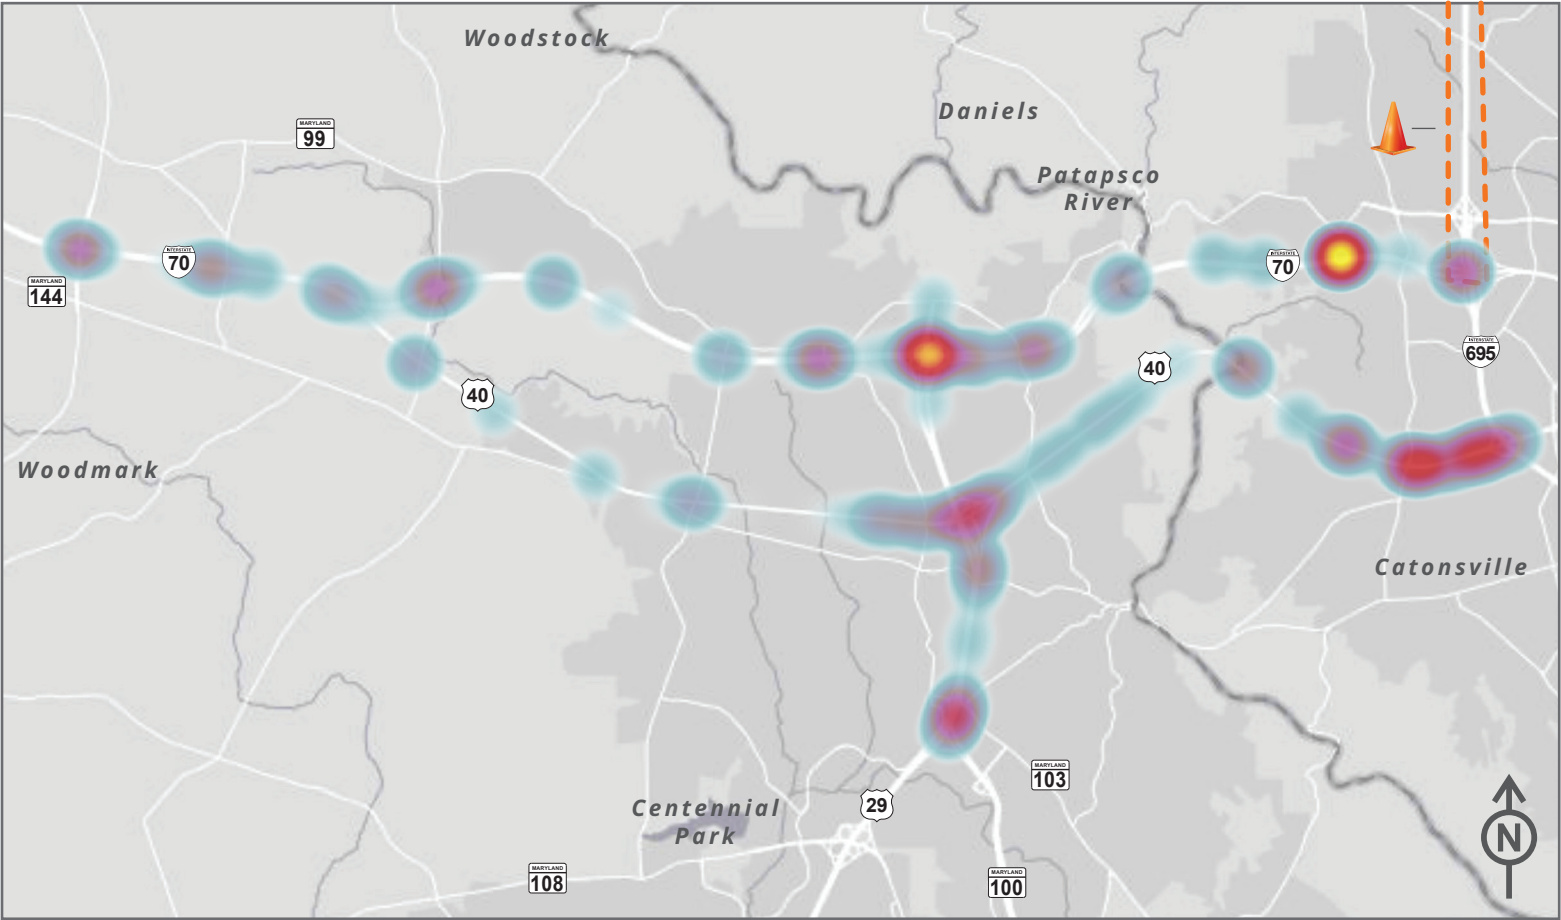 Woodstock
Daniels
MARYLAND
99
Patapsco
River
INTERSTATE
70
INTERSTATE
70
MARYLAND
144
INTERSTATE
695
40
40
Woodmark
Catonsville
MARYLAND
103
29
Centennial
Park
MARYLAND
108
MARYLAND
100
N